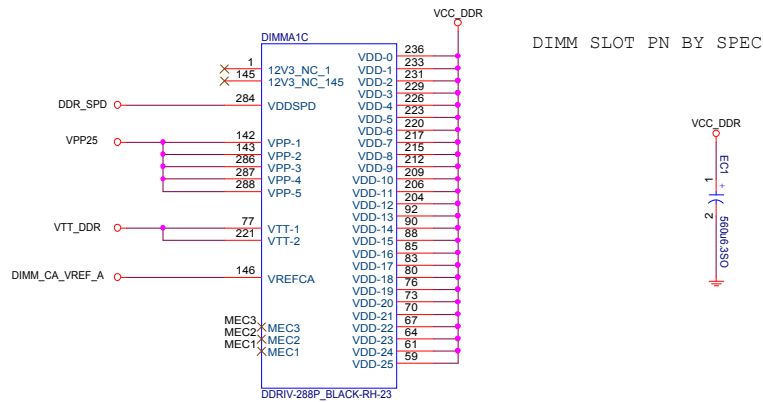 VCC_DDR
DIMMA1C
DIMM SLOT PN BY SPEC
1 12V3_NC_1
145 12V3_NC_145
DDR_SPD 284 VDDSPD
VPP25 142 VPP-1
143 VPP-2
286 VPP-3
287 VPP-4
288 VPP-5
VTT_DDR 77 VTT-1
221 VTT-2
DIMM_CA_VREF_A 146 VREFCA
MEC3 MEC3
MEC2 MEC2
MEC1 MEC1
VDD-0 236
VDD-1 233
VDD-2 231
VDD-3 229
VDD-4 226
VDD-5 223
VDD-6 220
VDD-7 217
VDD-8 215
VDD-9 212
VDD-10 209
VDD-11 206
VDD-12 204
VDD-13 92
VDD-14 90
VDD-15 88
VDD-16 85
VDD-17 83
VDD-18 80
VDD-19 76
VDD-20 73
VDD-21 70
VDD-22 67
VDD-23 64
VDD-24 61
VDD-25 59
DDRIV-288P_BLACK-RH-23
VCC_DDR
EC1
1
+
2
560u6.3SO